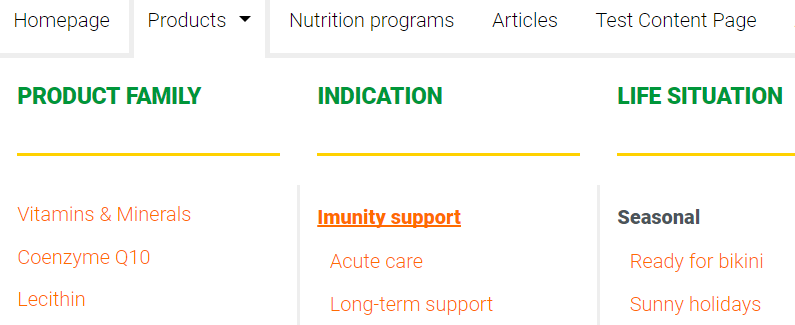 Homepage Products Nutrition programs Articles Test Content Page
PRODUCT FAMILY
Vitamins & Minerals
Coenzyme Q10
Lecithin
INDICATION
Imunity support
Acute care
Long-term support
LIFE SITUATION
Seasonal
Ready for bikini
Sunny holidays